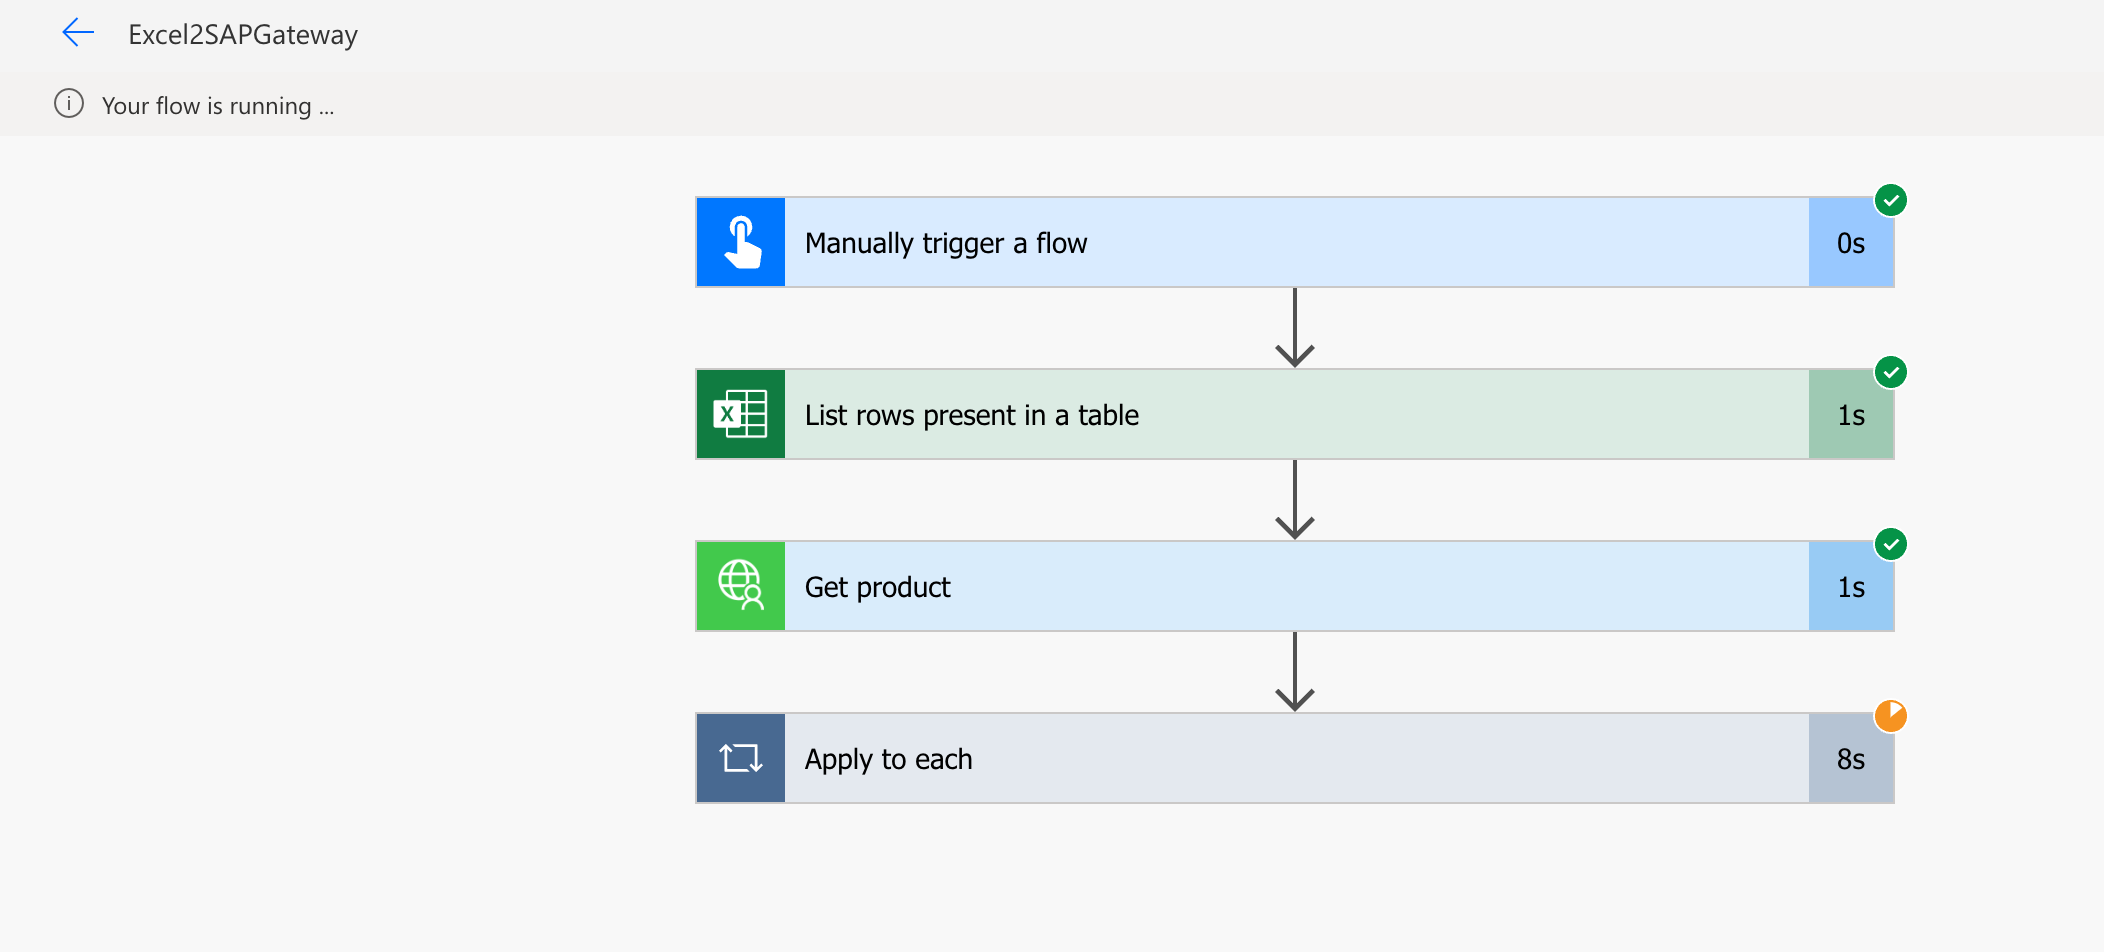 Excel2SAPGateway
Your flow is running ...
Manually trigger a flow
0s
List rows present in a table
1s
Get product
1s
Apply to each
8s